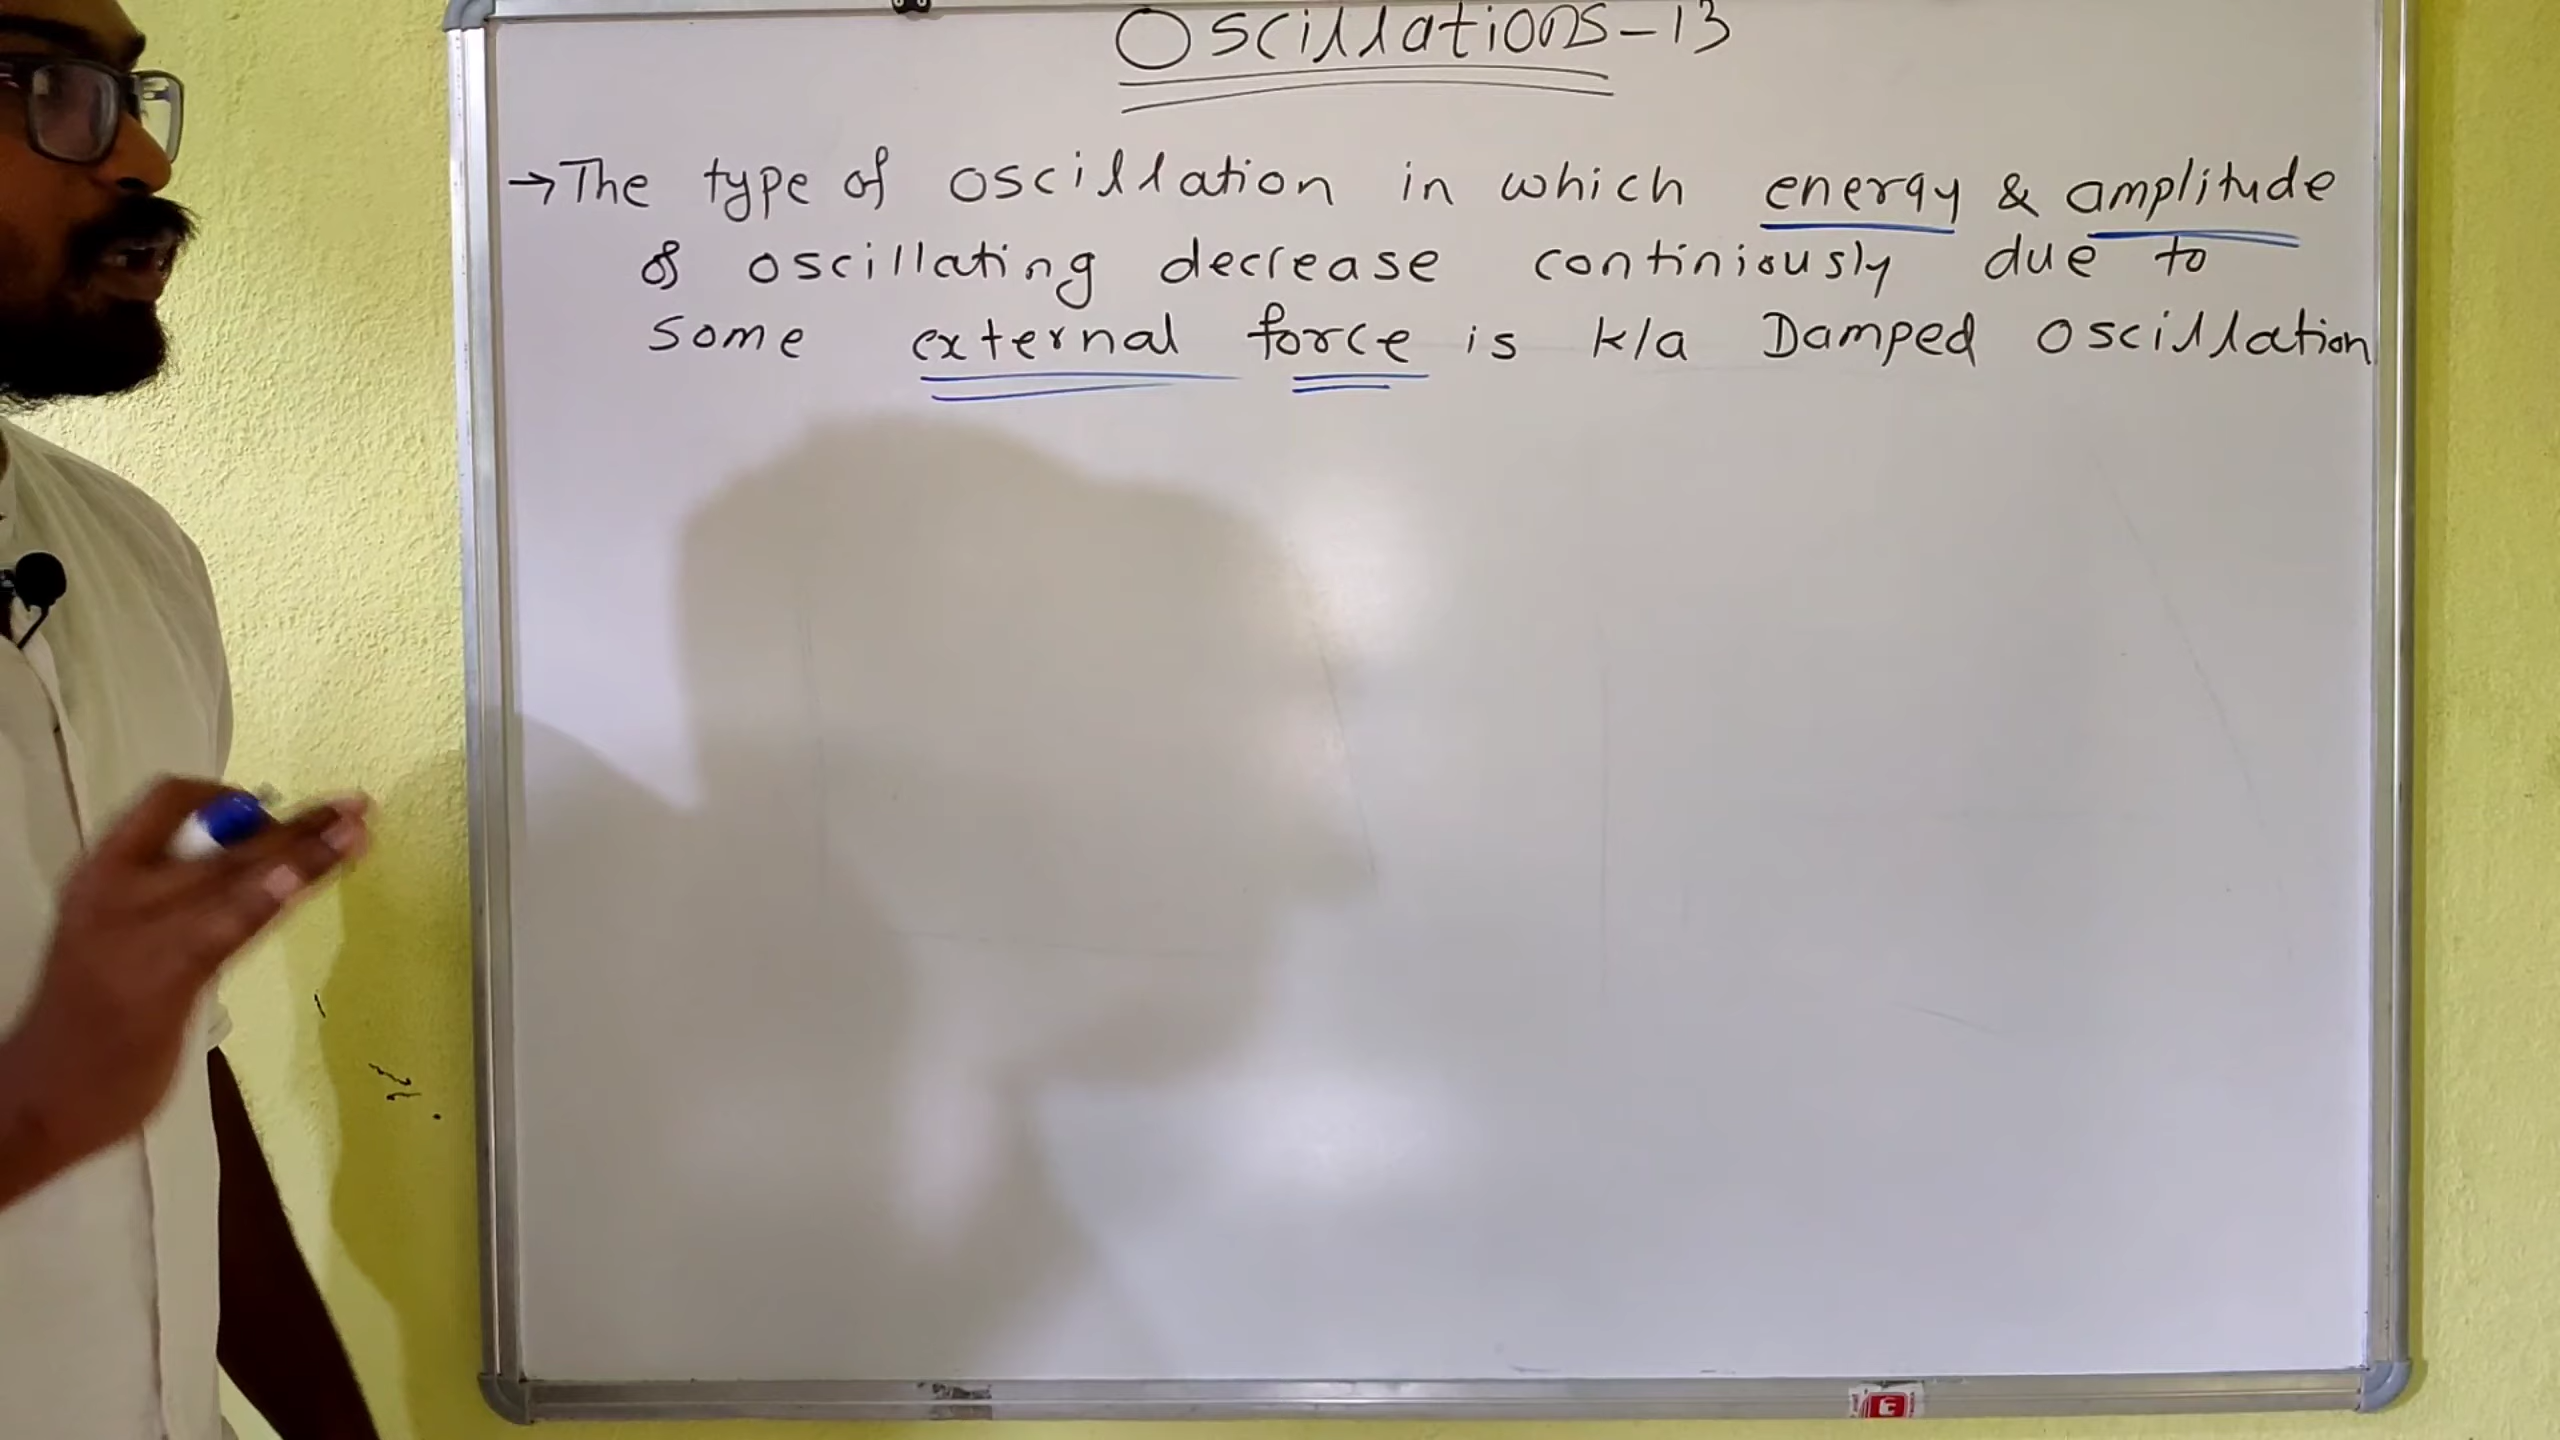 Oscillations-13
→The type of oscillation in which energy & amplitude
of oscillating decrease continiously due to
some external force is k/a Damped oscillation